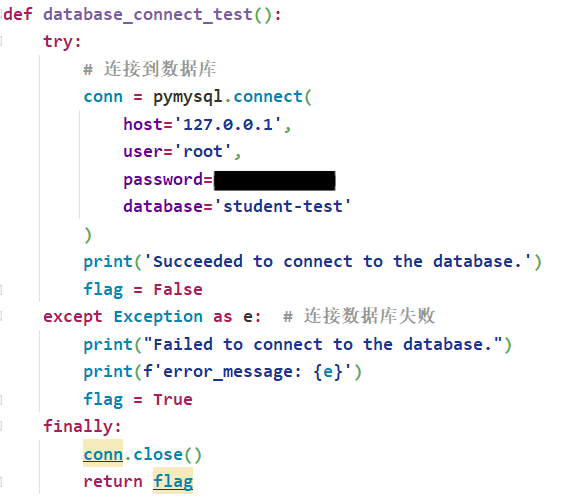 def database_connect_test():
    try:
        # 连接到数据库
        conn = pymysql.connect(
            host='127.0.0.1',
            user='root',
            password=
            database='student-test'
        )
        print('Succeeded to connect to the database.')
        flag = False
    except Exception as e:  # 连接数据库失败
        print("Failed to connect to the database.")
        print(f'error_message: {e}')
        flag = True
    finally:
        conn.close()
        return flag